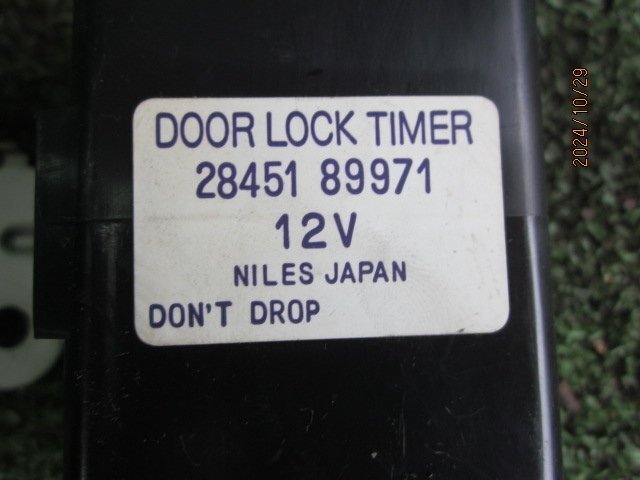 DOOR LOCK TIMER
28451 89971
12V
NILES JAPAN
DON'T DROP
2024/10/29